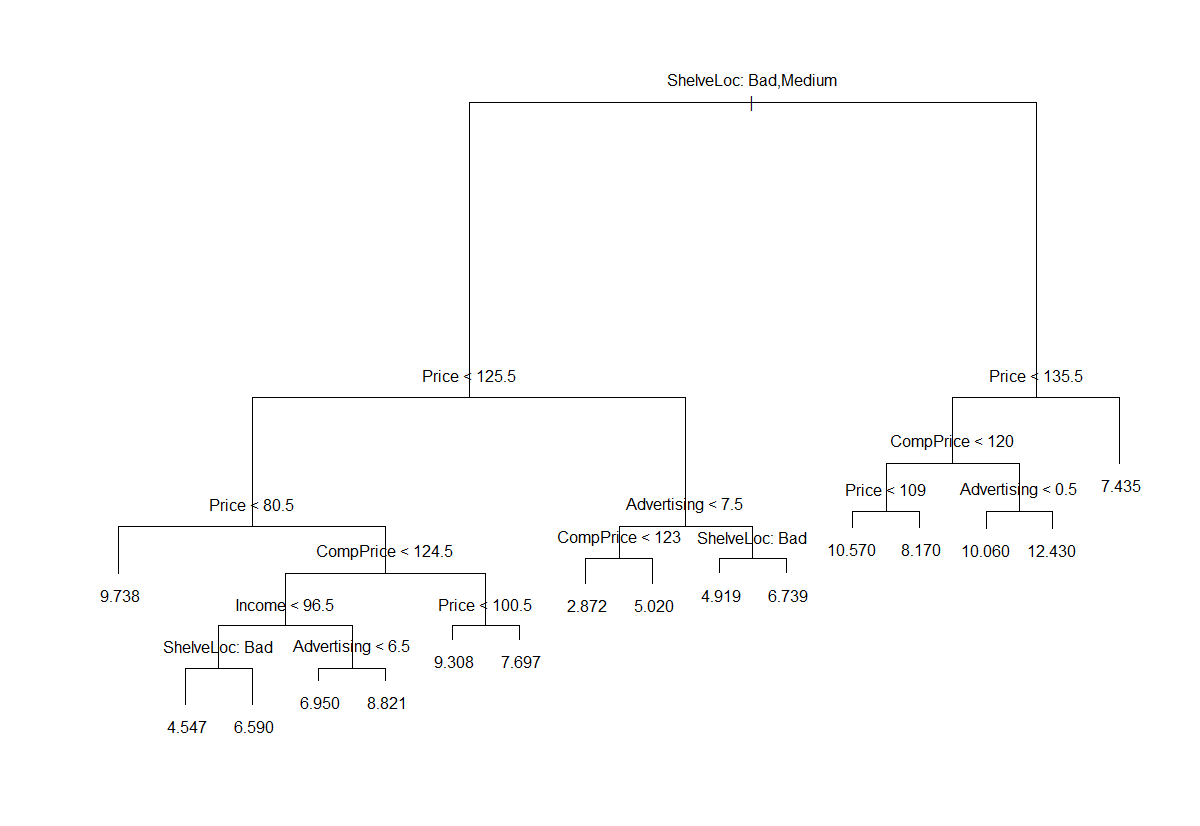 ShelveLoc: Bad,Medium
Price < 125.5
Price < 135.5
CompPrice < 120
Price < 109
Advertising < 0.5
7.435
Price < 80.5
Advertising < 7.5
CompPrice < 123
ShelveLoc: Bad
10.570
8.170
10.060
12.430
CompPrice < 124.5
9.738
2.872
5.020
4.919
6.739
Income < 96.5
Price < 100.5
ShelveLoc: Bad
Advertising < 6.5
9.308
7.697
6.950
8.821
4.547
6.590